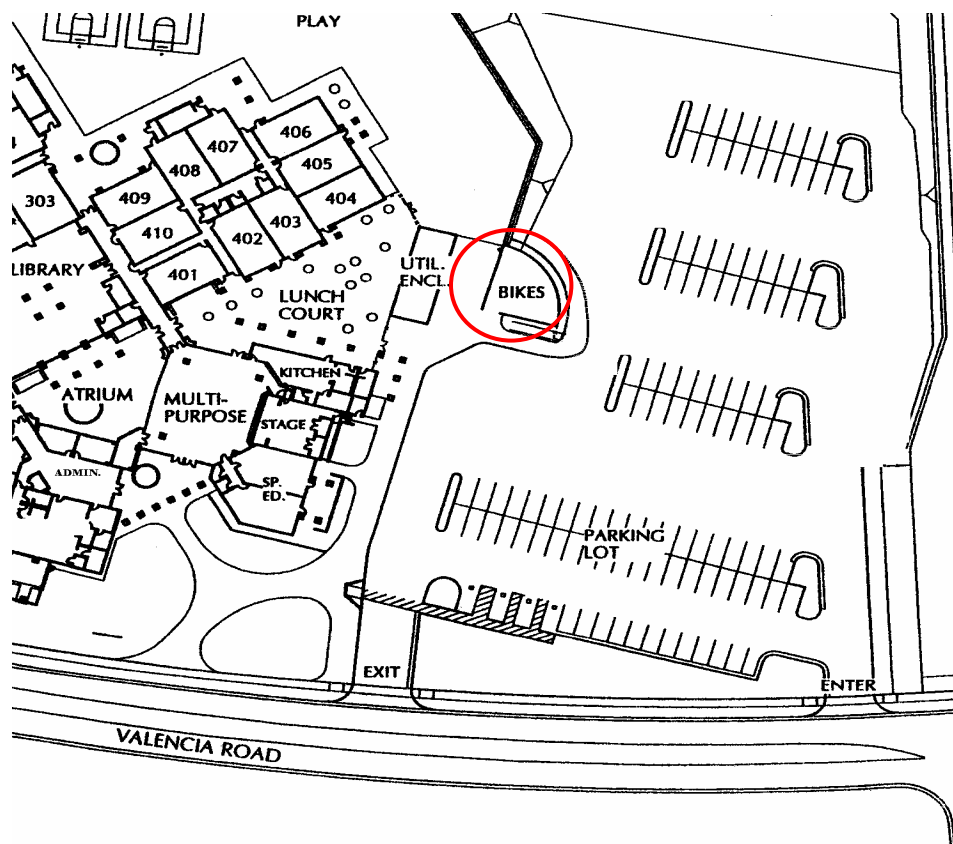 PLAY
406
407
405
408
404
303
409
403
410
402
401
LIBRARY
UTIL.
ENCL.
LUNCH
COURT
BIKES
KITCHEN
ATRIUM
MULTI-
PURPOSE
STAGE
ADMIN.
SP.
ED.
PARKING
LOT
EXIT
ENTER
VALENCIA ROAD